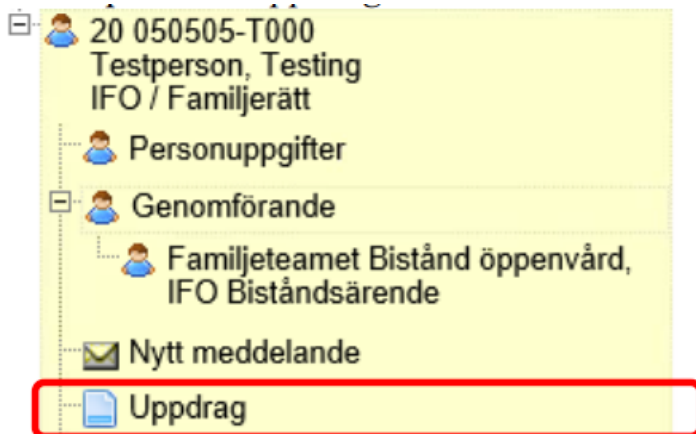 20 050505-T000
Testperson, Testing
IFO / Familjerätt
Personuppgifter
Genomförande
Familjeteamet Bistånd öppenvård,
IFO Biståndsärende
Nytt meddelande
Uppdrag